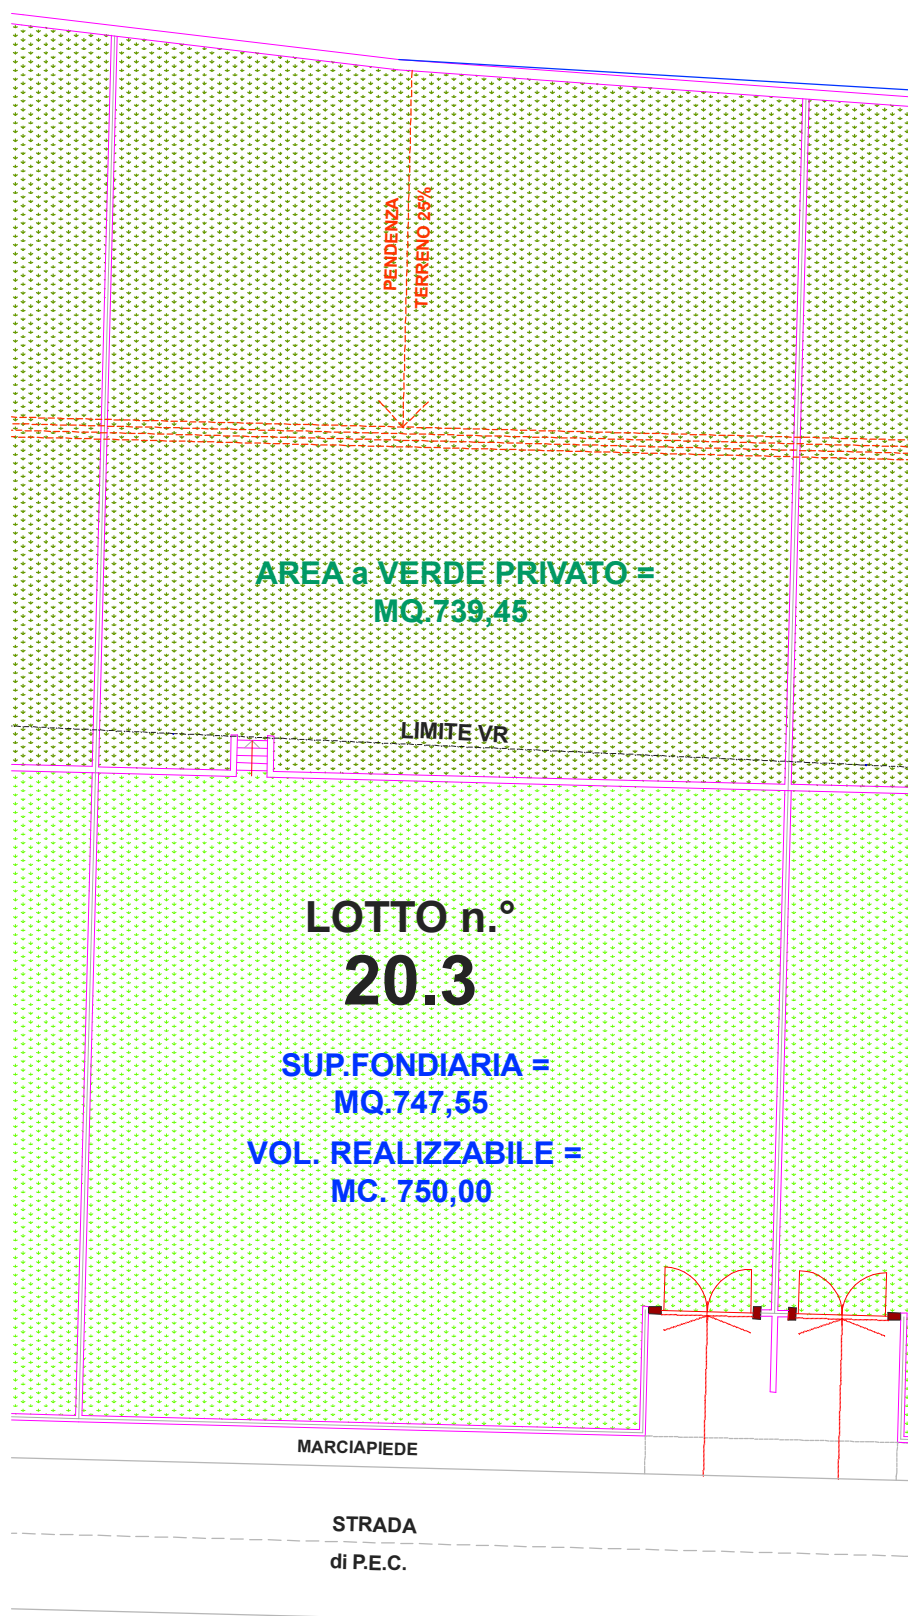 PENDENZA
TERRENO 25%
AREA a VERDE PRIVATO =
MQ.739,45
LIMITE VR
LOTTO n.°
20.3
SUP.FONDIARIA =
MQ.747,55
VOL. REALIZZABILE =
MC. 750,00
MARCIAPIEDE
STRADA
di P.E.C.